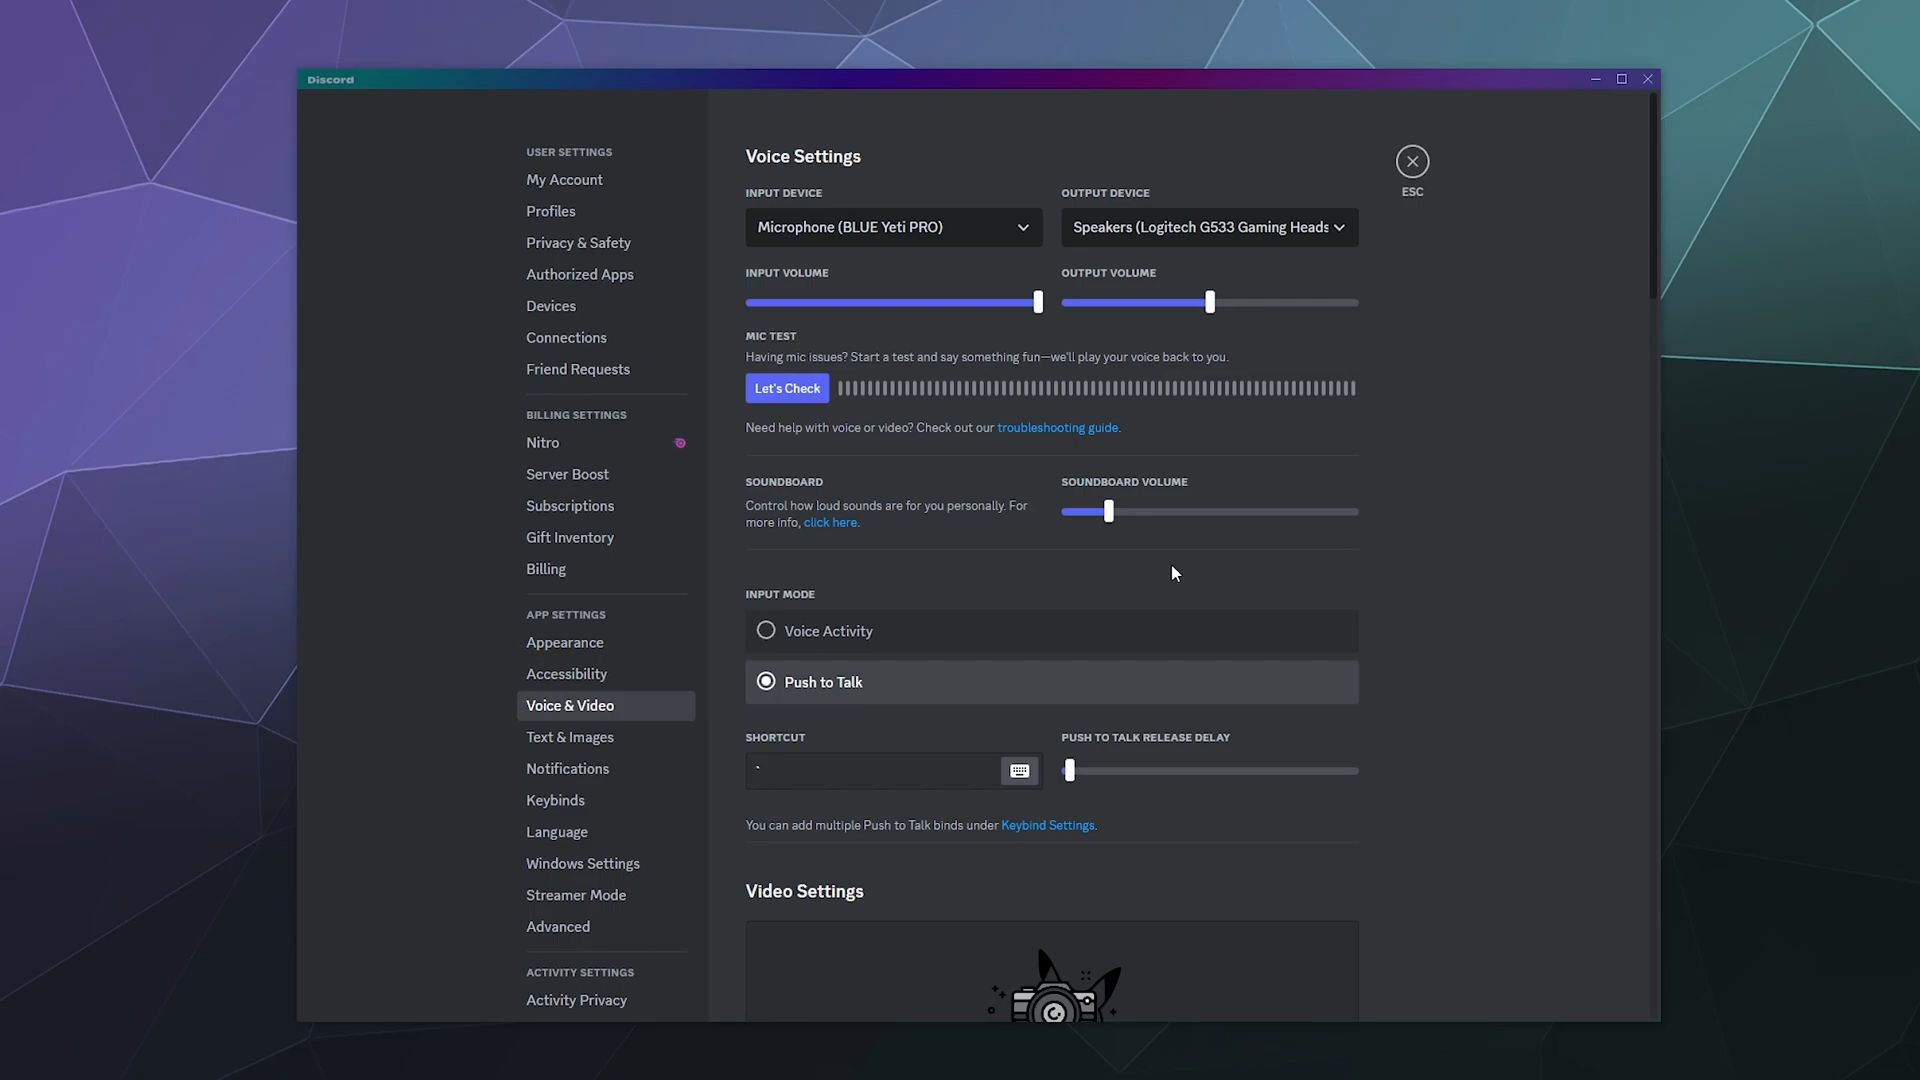 Discord
USER SETTINGS
My Account
Profiles
Privacy & Safety
Authorized Apps
Devices
Connections
Friend Requests
BILLING SETTINGS
Nitro
Server Boost
Subscriptions
Gift Inventory
Billing
APP SETTINGS
Appearance
Accessibility
Voice & Video
Text & Images
Notifications
Keybinds
Language
Windows Settings
Streamer Mode
Advanced
ACTIVITY SETTINGS
Activity Privacy
Voice Settings
INPUT DEVICE
Microphone (BLUE Yeti PRO)
OUTPUT DEVICE
Speakers (Logitech G533 Gaming Heads
INPUT VOLUME
OUTPUT VOLUME
MIC TEST
Having mic issues? Start a test and say something fun—we'll play your voice back to you.
Let's Check
Need help with voice or video? Check out our troubleshooting guide.
SOUNDBOARD
Control how loud sounds are for you personally. For
more info, click here.
SOUNDBOARD VOLUME
INPUT MODE
Voice Activity
Push to Talk
SHORTCUT
`
PUSH TO TALK RELEASE DELAY
You can add multiple Push to Talk binds under Keybind Settings.
Video Settings
ESC